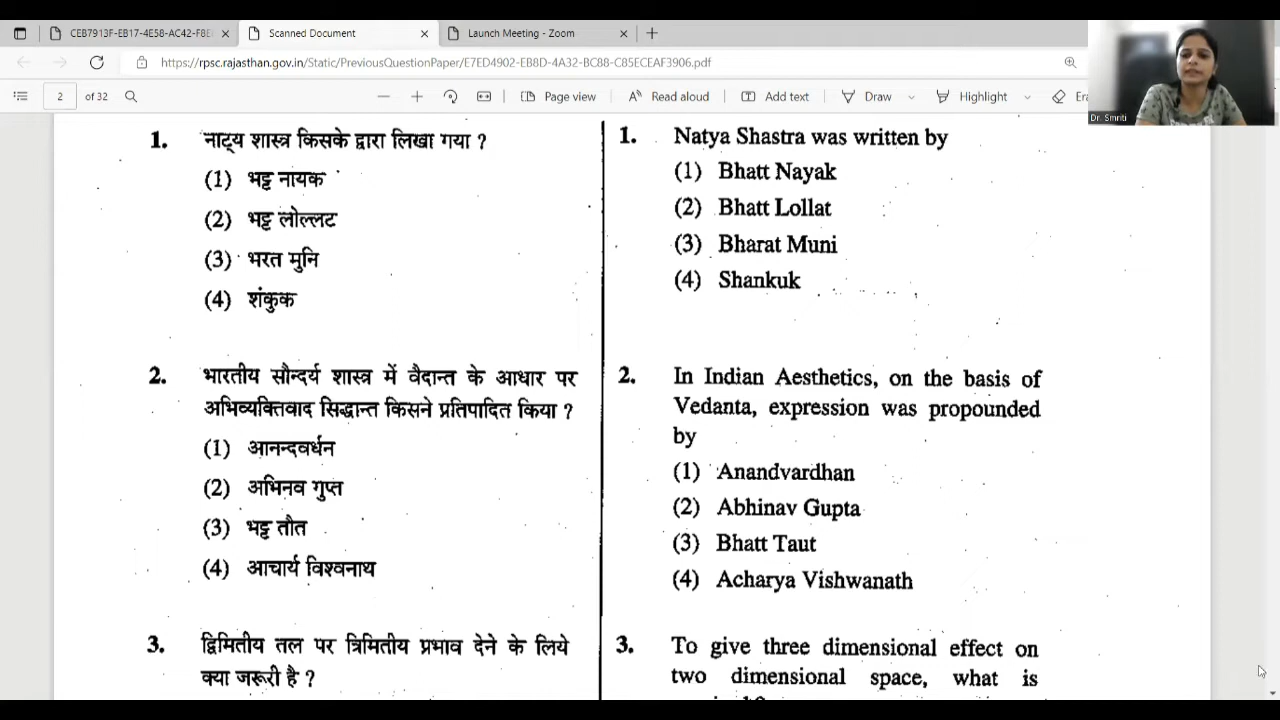 CEB7913F-EB17-4E58-AC42-F8E
Scanned Document
Launch Meeting - Zoom
https://rpsc.rajasthan.gov.in/Static/PreviousQuestionPaper/E7ED4902-EB8D-4A32-BC88-C85ECEAF3906.pdf
2 of 32
Page view
Read aloud
Add text
Draw
Highlight
Era
Dr. Smriti
1. नाट्य शास्त्र किसके द्वारा लिखा गया ?
(1) भट्ट नायक
(2) भट्ट लोल्लट
(3) भरत मुनि
(4) शंकुक
2. भारतीय सौन्दर्य शास्त्र में वैदान्त के आधार पर
अभिव्यक्तिवाद सिद्धान्त किसने प्रतिपादित किया ?
(1) आनन्दवर्धन
(2) अभिनव गुप्त
(3) भट्ट तौत
(4) आचार्य विश्वनाथ
3. द्विमितीय तल पर त्रिमितीय प्रभाव देने के लिये
क्या जरूरी है ?
1. Natya Shastra was written by
(1) Bhatt Nayak
(2) Bhatt Lollat
(3) Bharat Muni
(4) Shankuk
2. In Indian Aesthetics, on the basis of
Vedanta, expression was propounded
by
(1) Anandvardhan
(2) Abhinav Gupta
(3) Bhatt Taut
(4) Acharya Vishwanath
3. To give three dimensional effect on
two dimensional space, what is